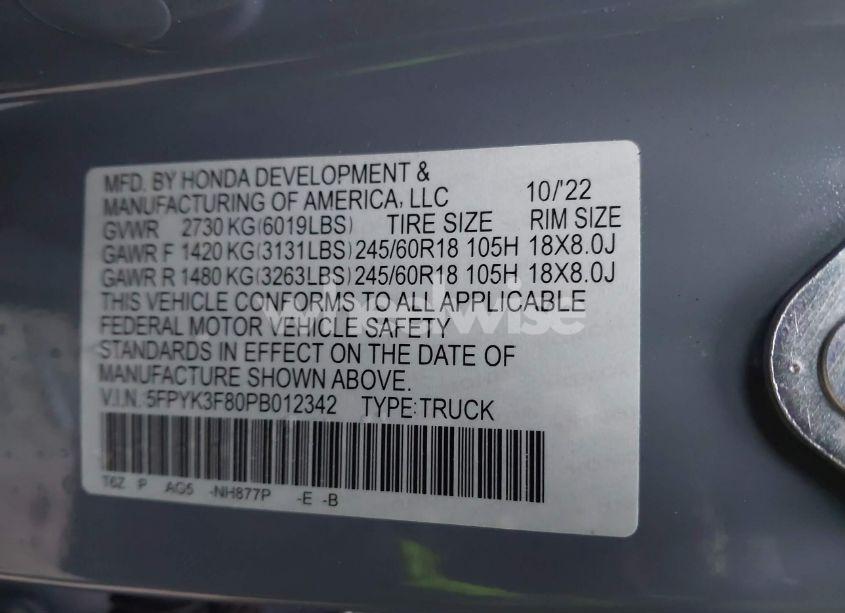 MFD. BY HONDA DEVELOPMENT &
MANUFACTURING OF AMERICA, LLC 10/'22
GVWR 2730 KG(6019LBS) TIRE SIZE RIM SIZE
GAWR F 1420 KG(3131LBS) 245/60R18 105H 18X8.0J
GAWR R 1480 KG(3263LBS) 245/60R18 105H 18X8.0J
THIS VEHICLE CONFORMS TO ALL APPLICABLE
FEDERAL MOTOR VEHICLE SAFETY
STANDARDS IN EFFECT ON THE DATE OF
MANUFACTURE SHOWN ABOVE.
V.I.N.: 5FPYK3F80PB012342 TYPE:TRUCK
T6Z P AG5 -NH877P -E -B
wheelwise